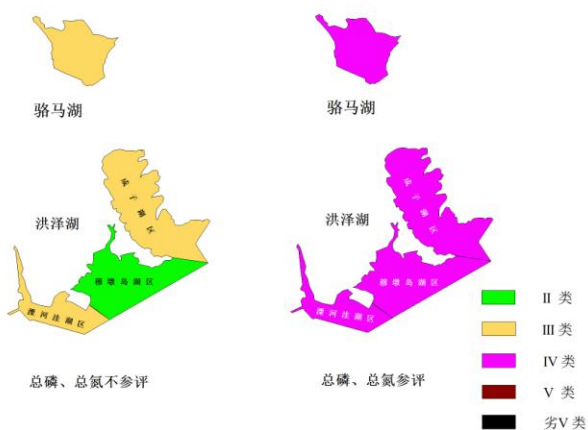 骆马湖
骆马湖
成子湖区
洪泽湖
穆墩岛湖区
溧河洼湖区
成子湖区
洪泽湖
穆墩岛湖区
溧河洼湖区
总磷、总氮不参评
总磷、总氮参评
II 类
III 类
IV 类
V 类
劣V 类